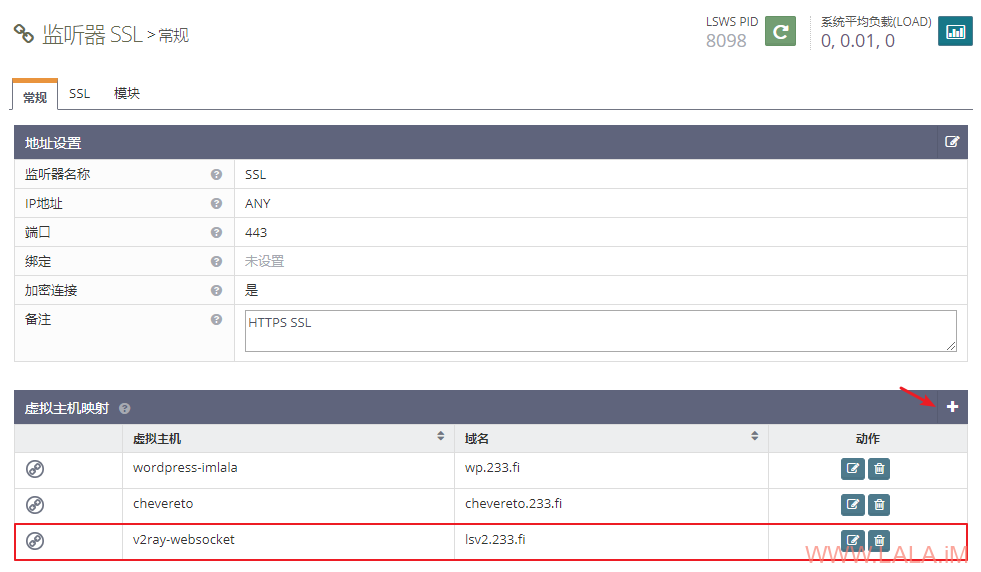 监听器 SSL > 常规
LSWS PID
8098
系统平均负载(LOAD)
0, 0.01, 0
常规
SSL
模块
地址设置
监听器名称
SSL
IP地址
ANY
端口
443
绑定
未设置
加密连接
是
备注
HTTPS SSL
虚拟主机映射
虚拟主机
域名
动作
wordpress-imlala
wp.233.fi
chevereto
chevereto.233.fi
v2ray-websocket
lsv2.233.fi
WWW.LALA.iM